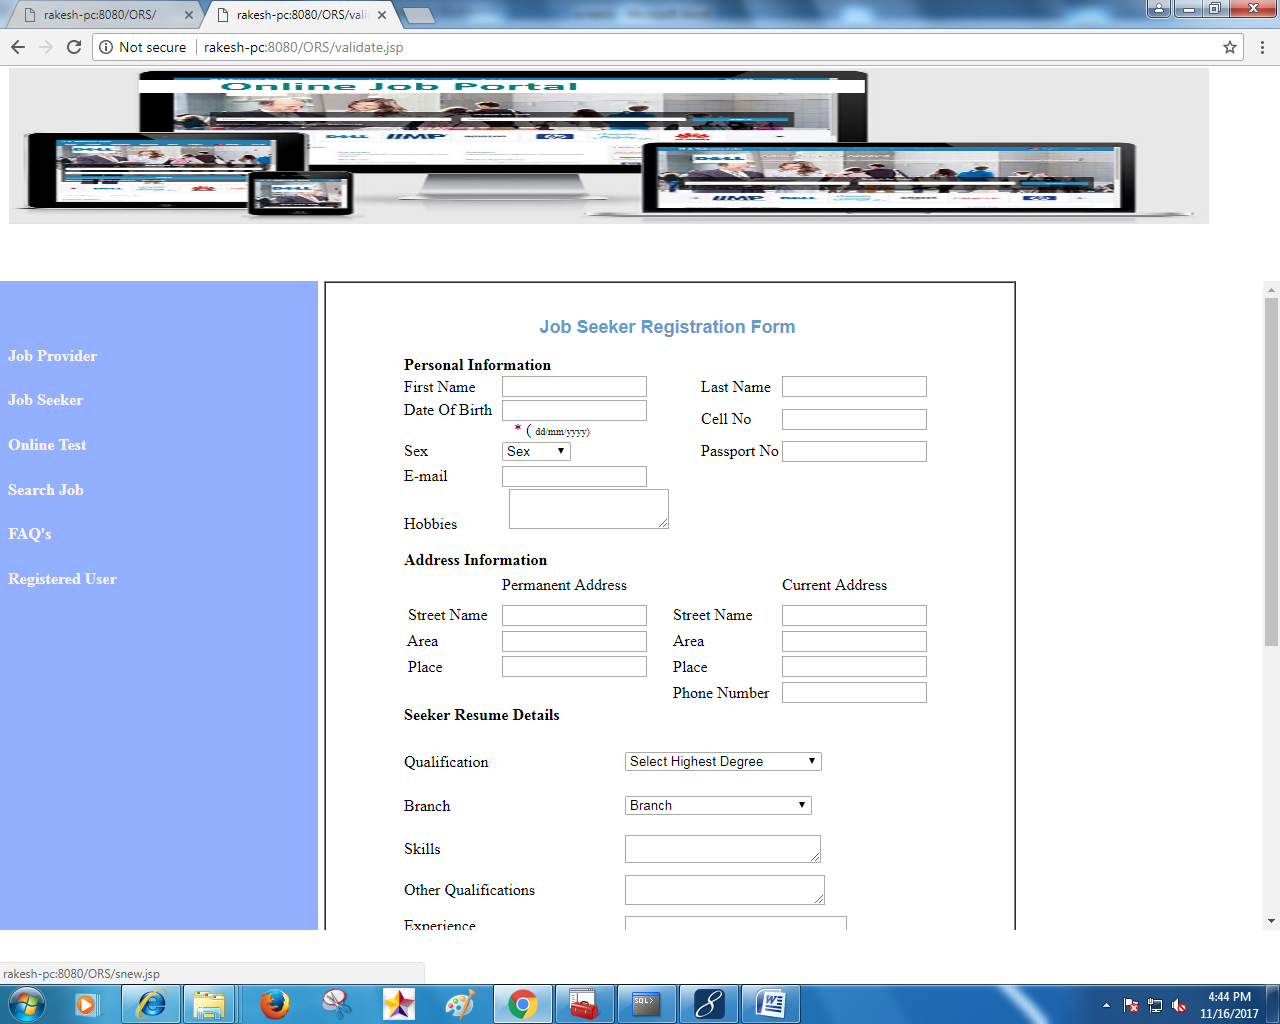 rakesh-pc:8080/ORS/
rakesh-pc:8080/ORS/vali
Not secure
rakesh-pc:8080/ORS/validate.jsp
Online Job Portal
Job Provider
Job Seeker
Online Test
Search Job
FAQ's
Registered User
Job Seeker Registration Form
Personal Information
First Name Last Name
Date Of Birth Cell No
* ( dd/mm/yyyy)
Sex Sex Passport No
E-mail
Hobbies
Address Information
Permanent Address Current Address
Street Name Street Name
Area Area
Place Place
Phone Number
Seeker Resume Details
Qualification Select Highest Degree
Branch Branch
Skills
Other Qualifications
Experience
rakesh-pc:8080/ORS/snew.jsp
SQL>
4:44 PM
11/16/2017